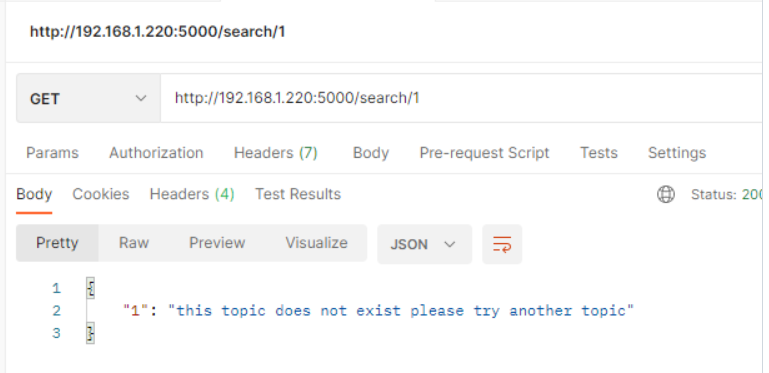 http://192.168.1.220:5000/search/1
GET http://192.168.1.220:5000/search/1
Params Authorization Headers (7) Body Pre-request Script Tests Settings
Body Cookies Headers (4) Test Results Status: 200
Pretty Raw Preview Visualize JSON
1 {
2 "1": "this topic does not exist please try another topic"
3 }